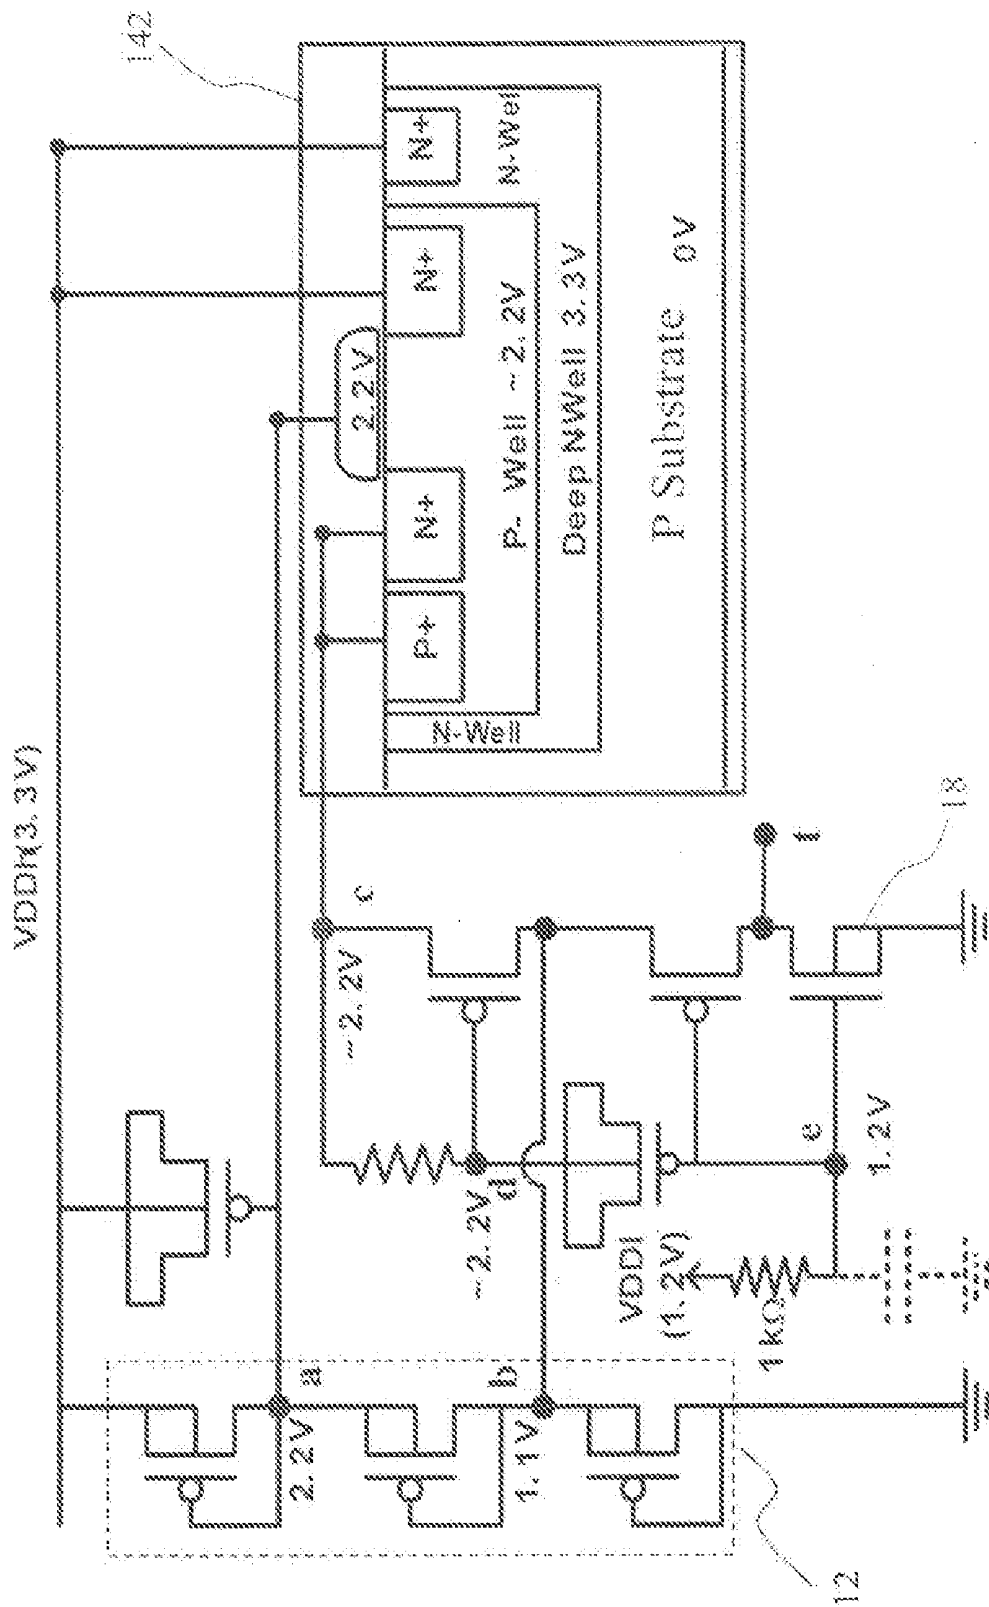 142
VDDH(3.3V)
N+
N-Well
N+
2.2V
N+
P+
N-Well
P- Well ~2.2V
Deep NWell 3.3V
P Substrate 0V
c
~2.2V
~2.2V
d
a
2.2V
b
1.1V
VDDI
(1.2V)
1kΩ
e
1.2V
f
18
12